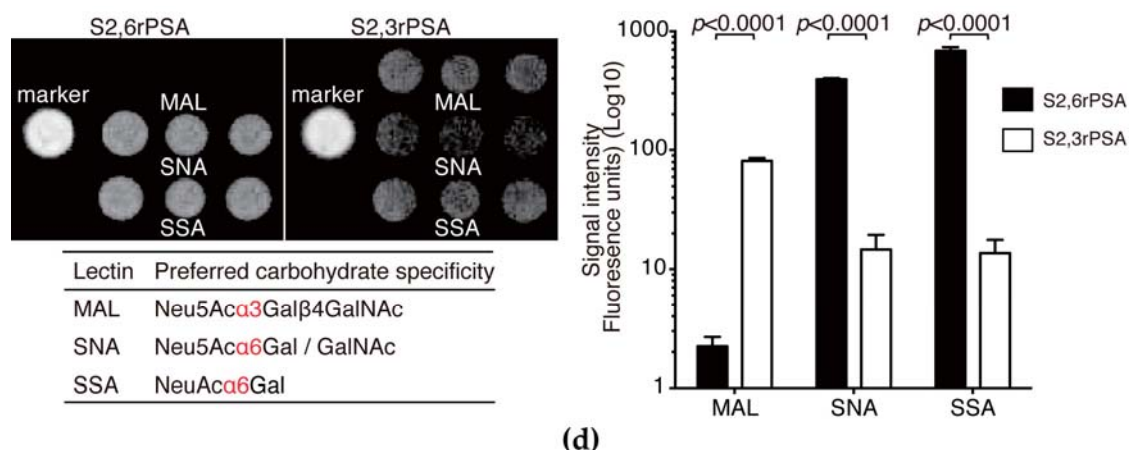 S2,6rPSA
S2,3rPSA
marker
MAL
SNA
SSA
marker
MAL
SNA
SSA
Lectin Preferred carbohydrate specificity
MAL Neu5Acα3Galβ4GalNAc
SNA Neu5Acα6Gal / GalNAc
SSA NeuAcα6Gal
p<0.0001 p<0.0001 p<0.0001
Signal intensity
Fluoresence units) (Log10)
1000
100
10
1
MAL SNA SSA
S2,6rPSA
S2,3rPSA
(d)